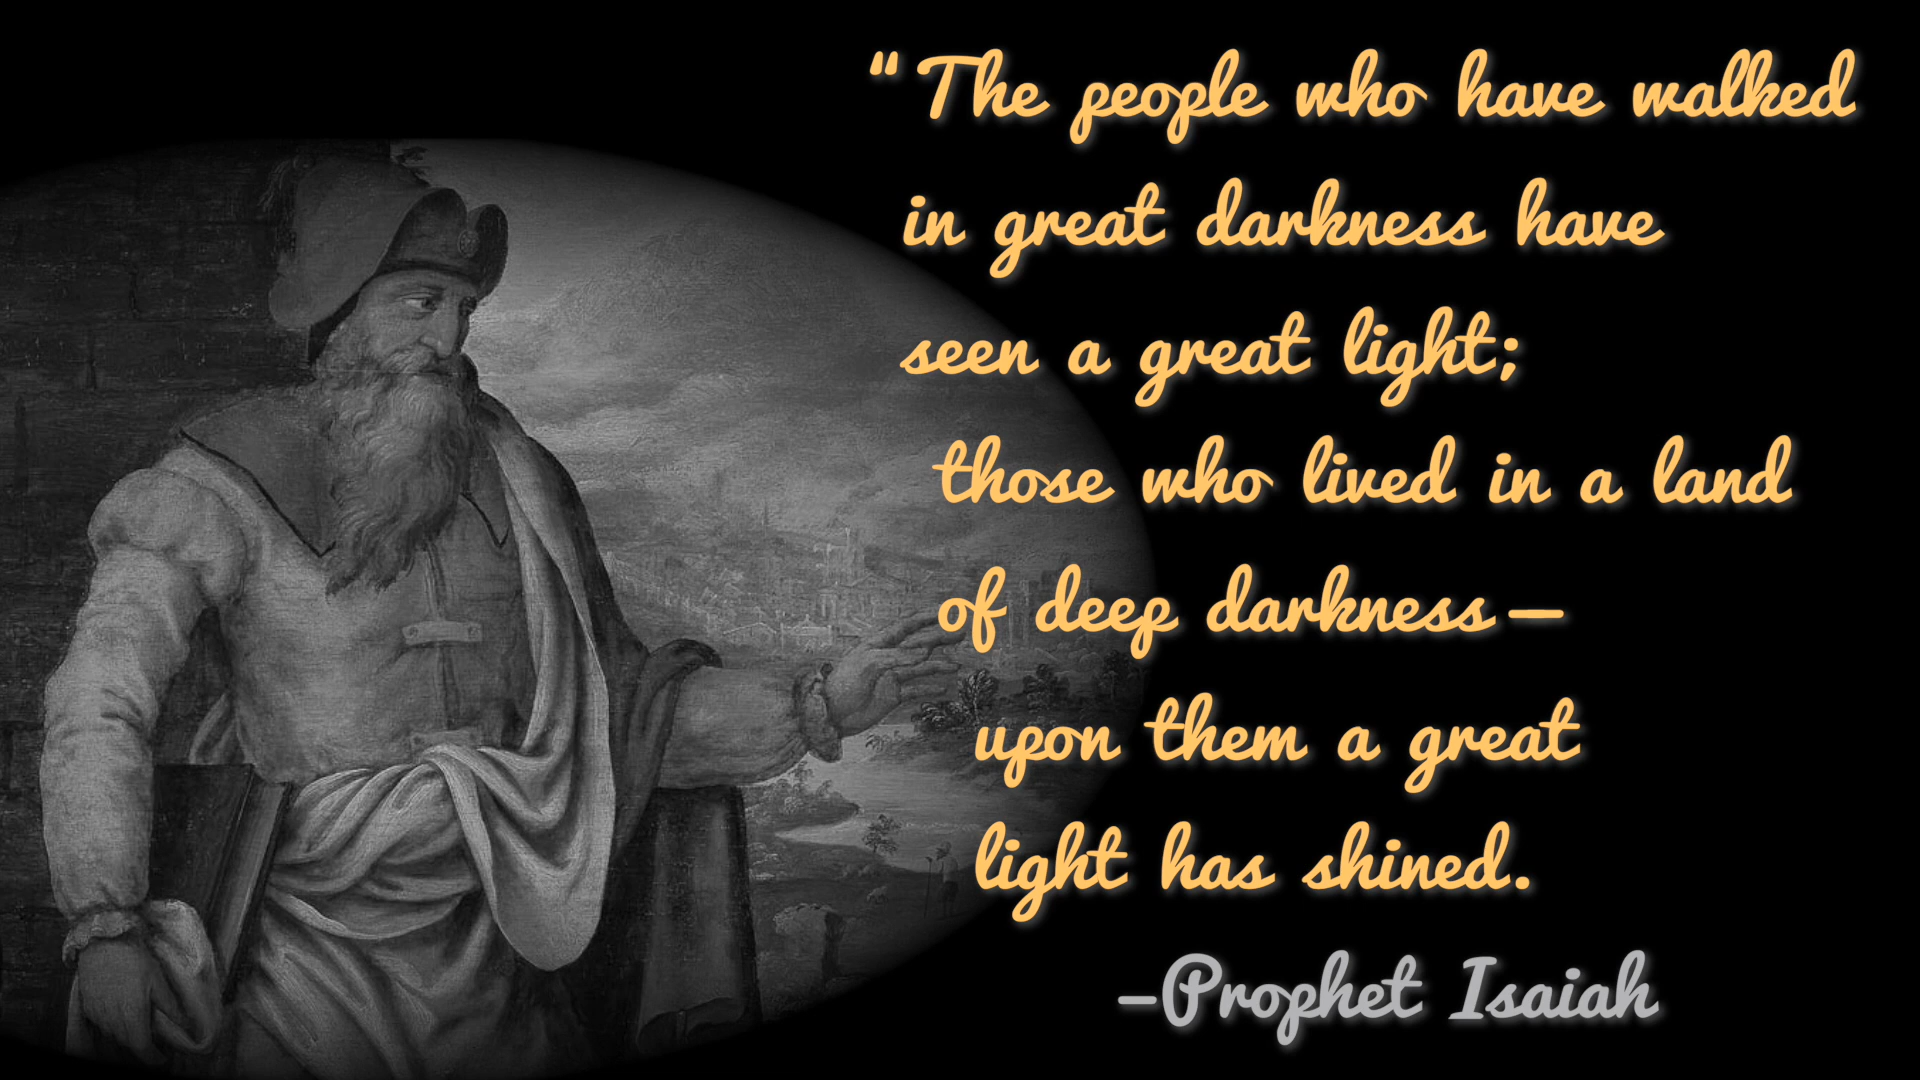 “The people who have walked
in great darkness have
seen a great light;
those who lived in a land
of deep darkness—
upon them a great
light has shined.
–Prophet Isaiah